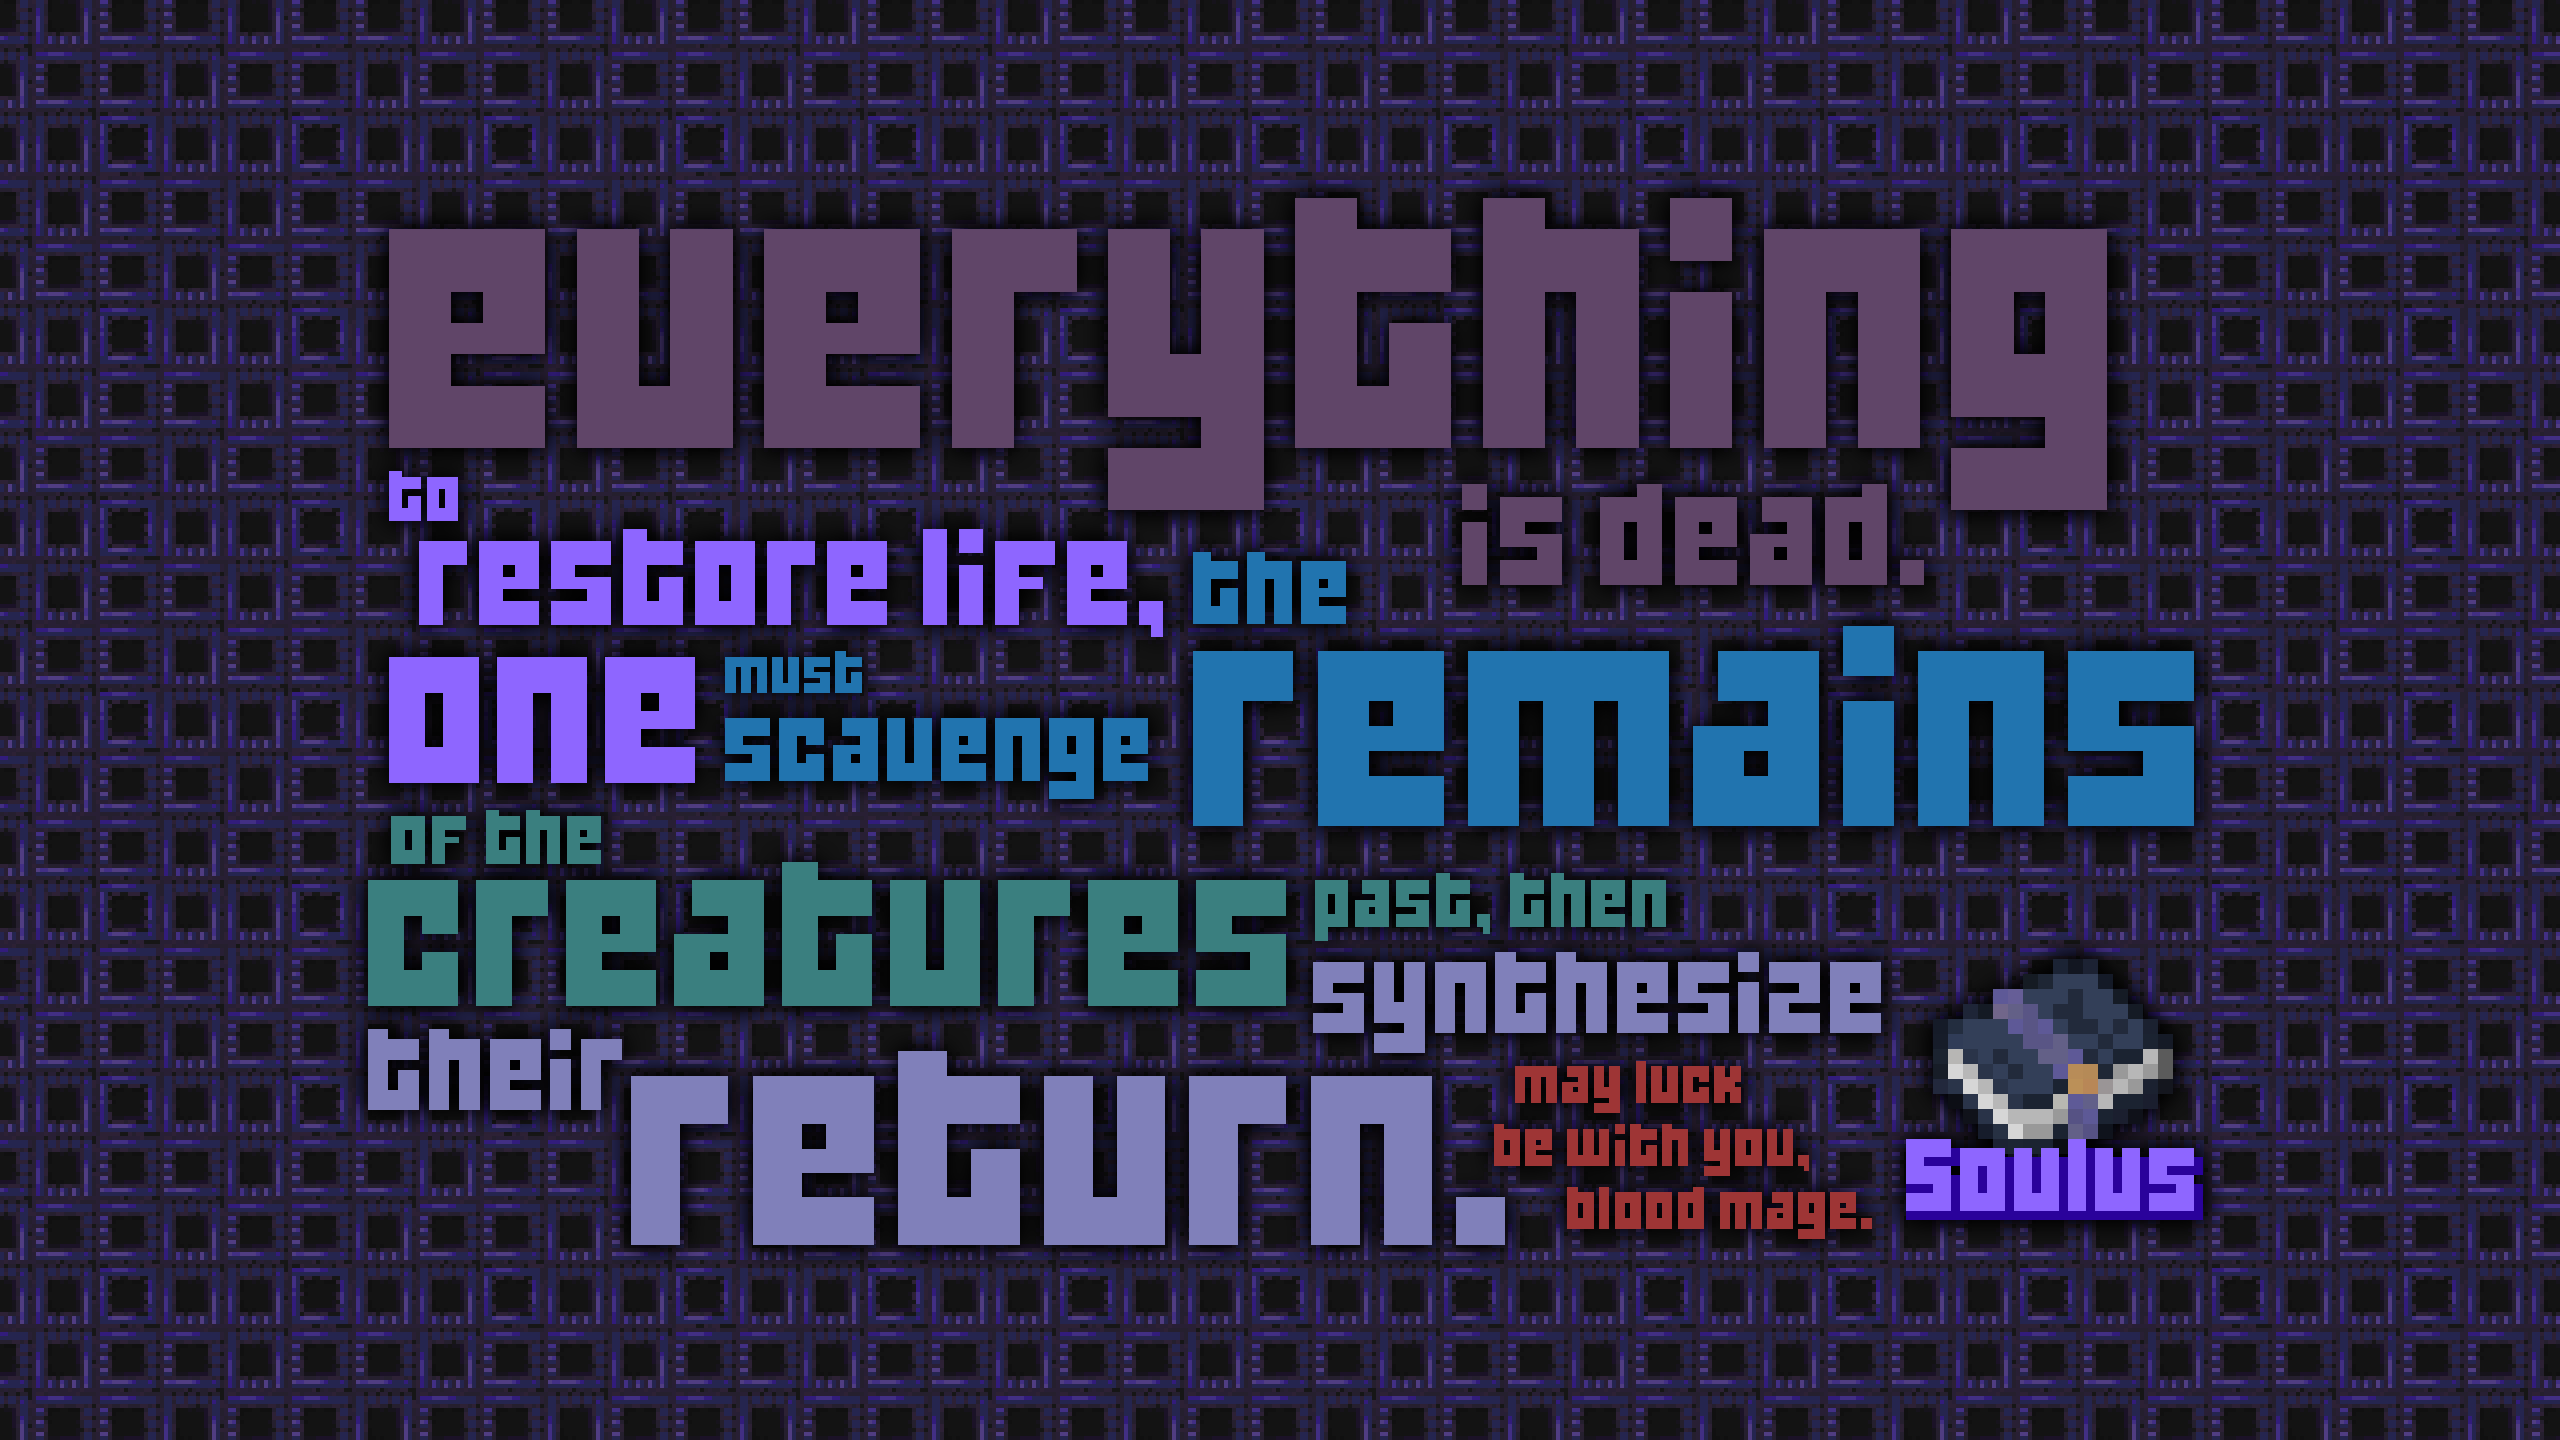 everything
is dead.
to
restore life,
one
must
scavenge
the
remains
of the
creatures
past, then
synthesize
their
return.
may luck
be with you,
blood mage.
Soulus